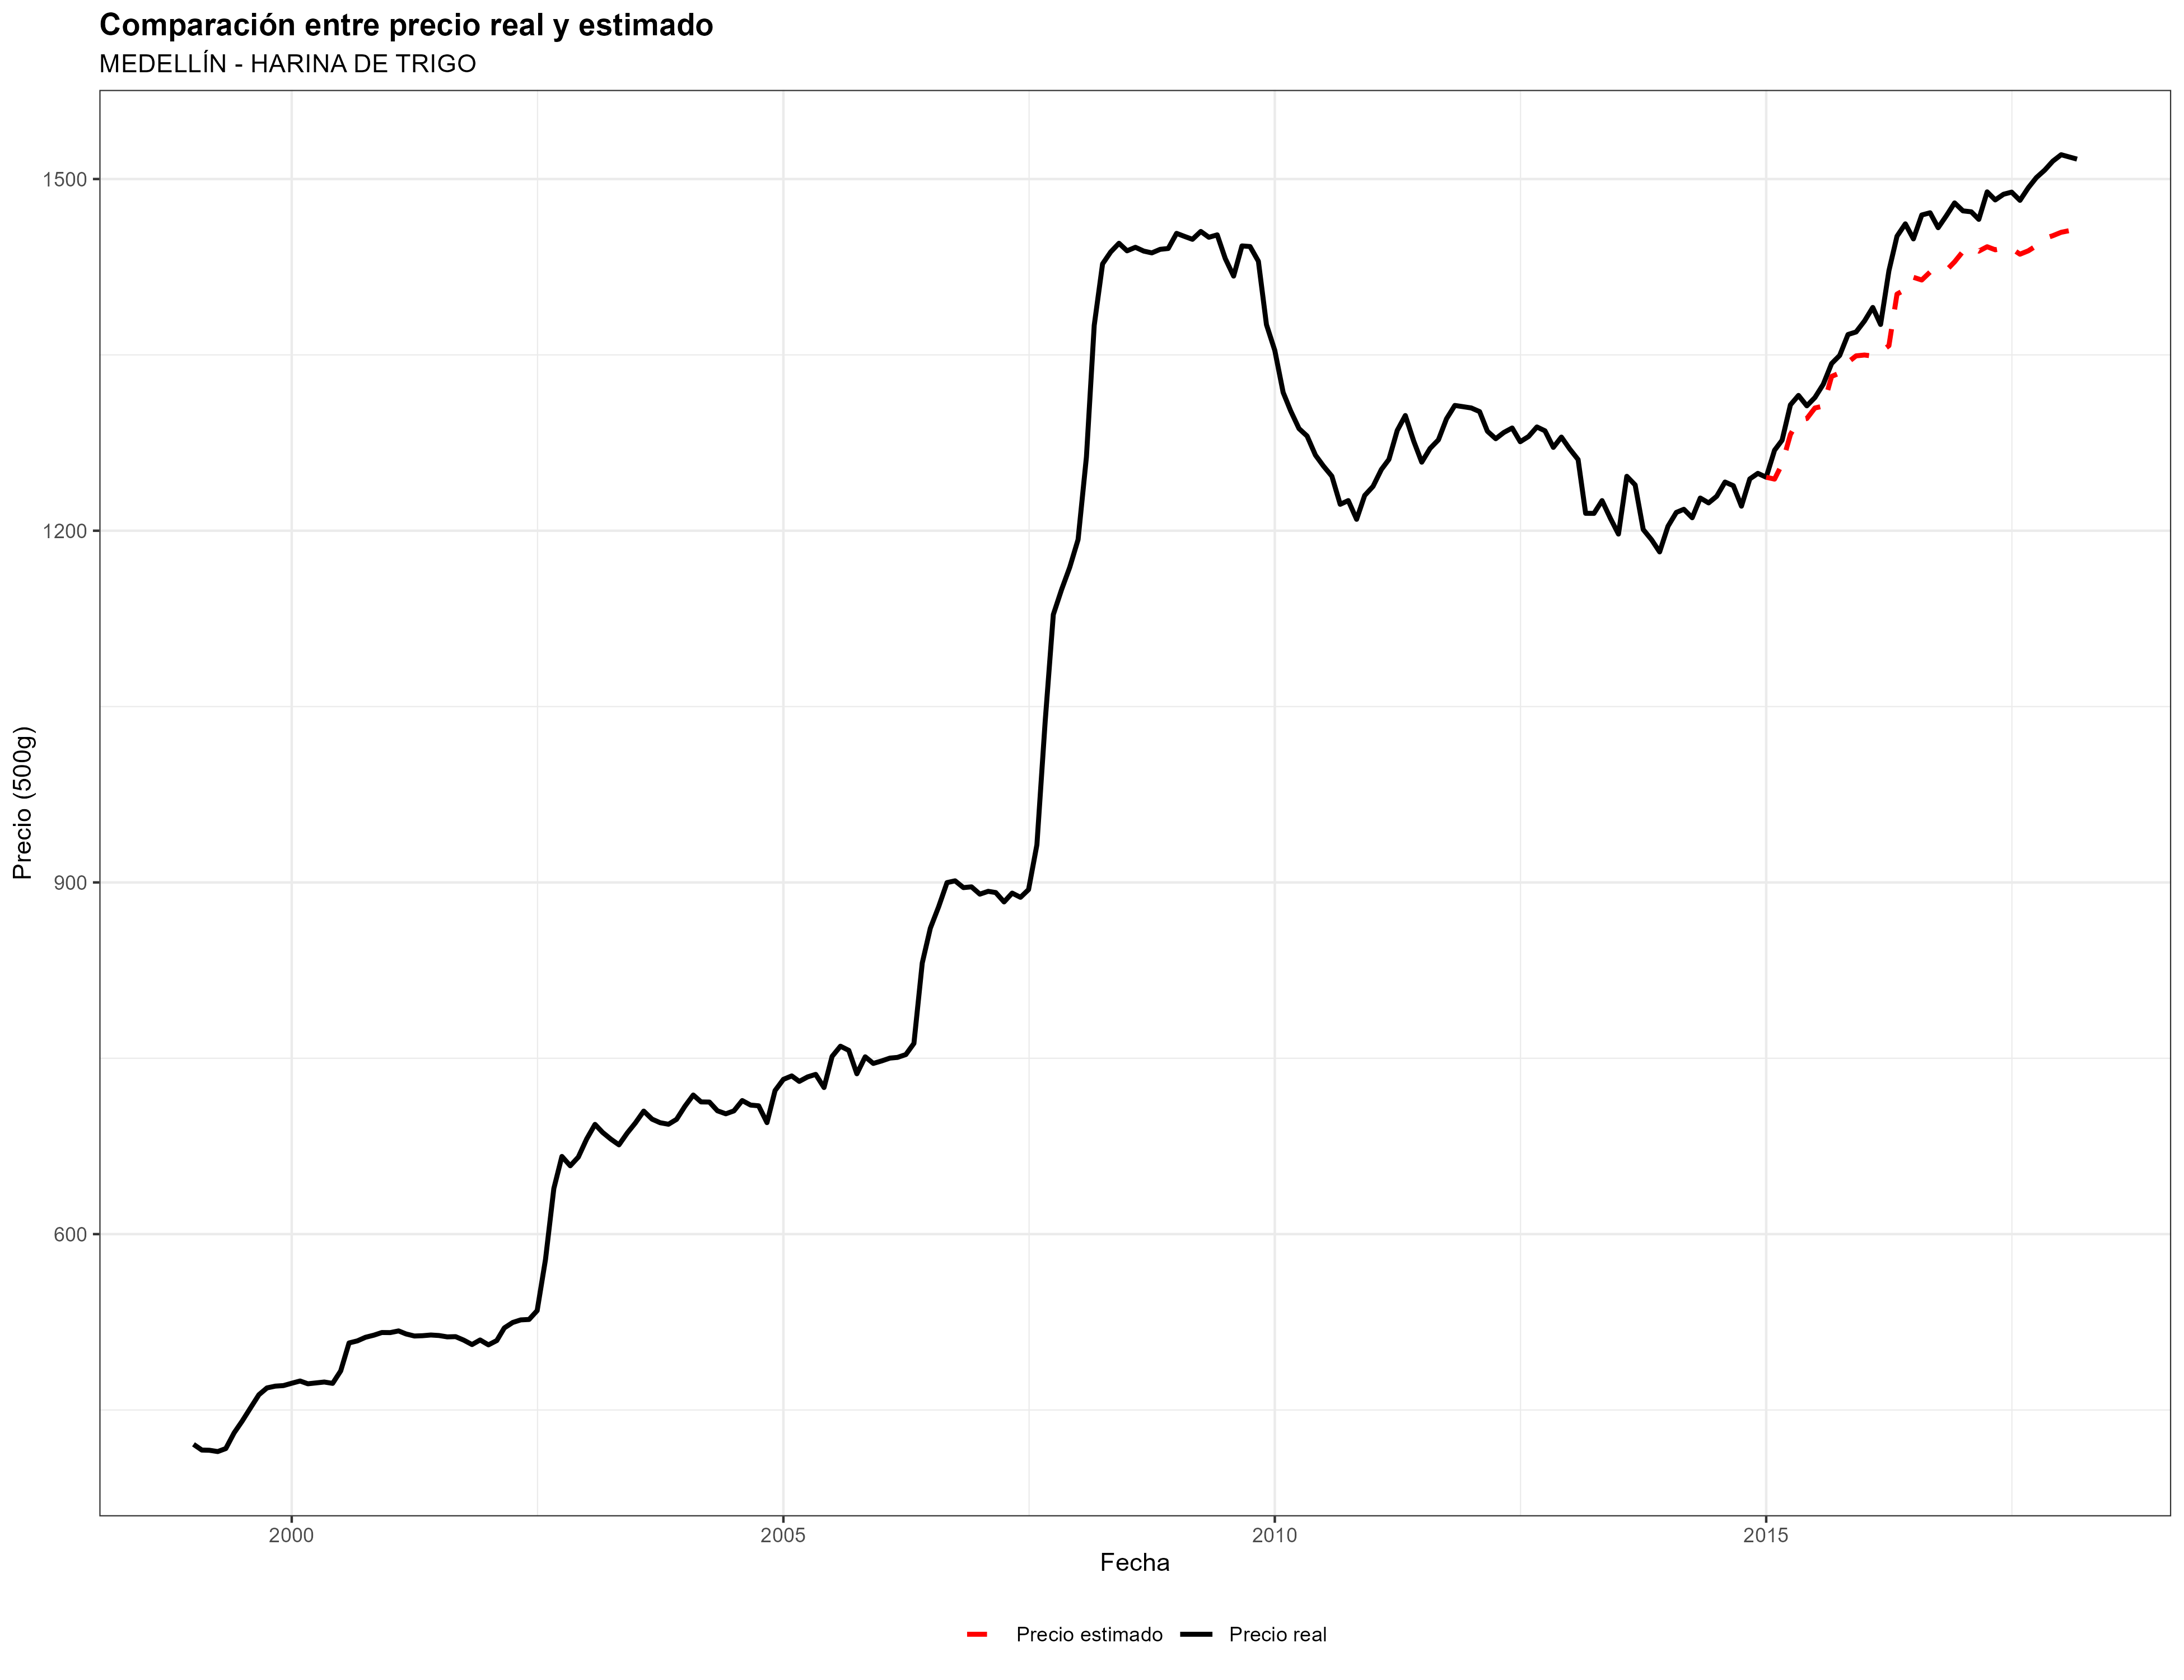 Comparación entre precio real y estimado
MEDELLÍN - HARINA DE TRIGO
Precio (500g)
1500
1200
900
600
2000 2005 2010 2015
Fecha
Precio estimado Precio real